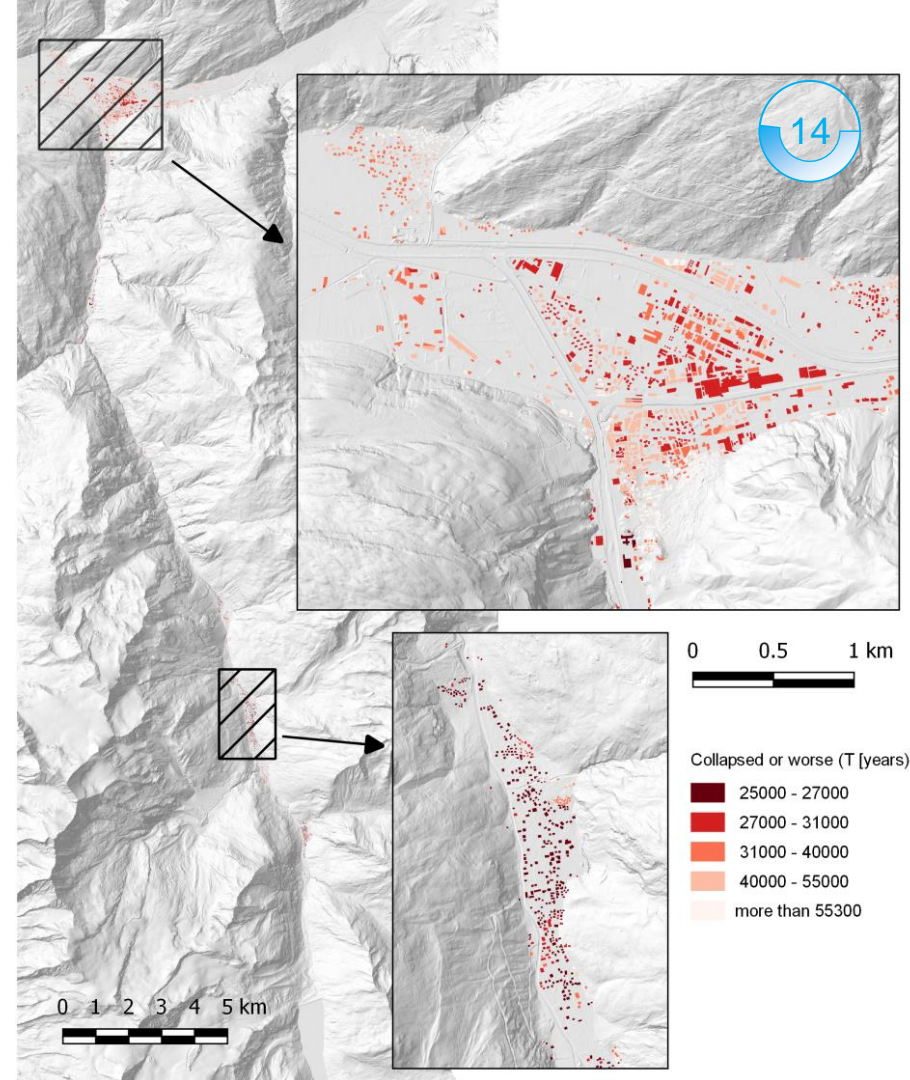 14
0 0.5 1 km
Collapsed or worse (T [years)
25000 - 27000
27000 - 31000
31000 - 40000
40000 - 55000
more than 55300
0 1 2 3 4 5 km